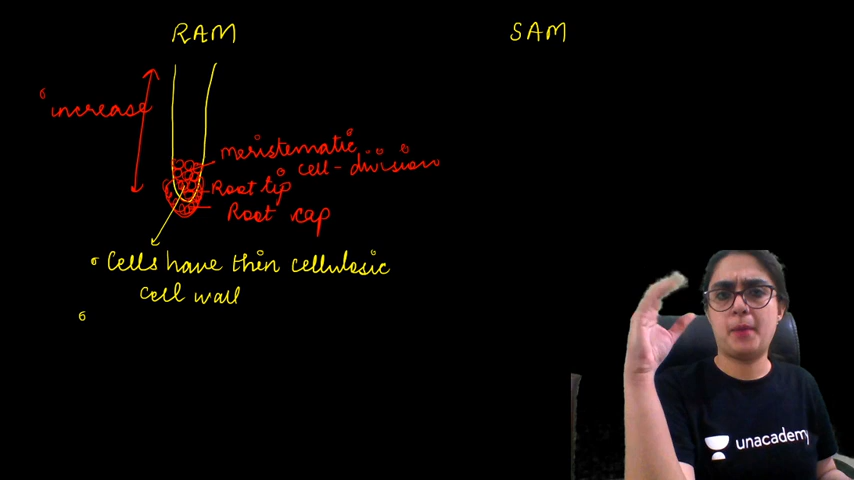 RAM
SAM
increase
meristematic
cell-division
Root tip
Root cap
Cells have thin cellulosic
cell wall
unacademy